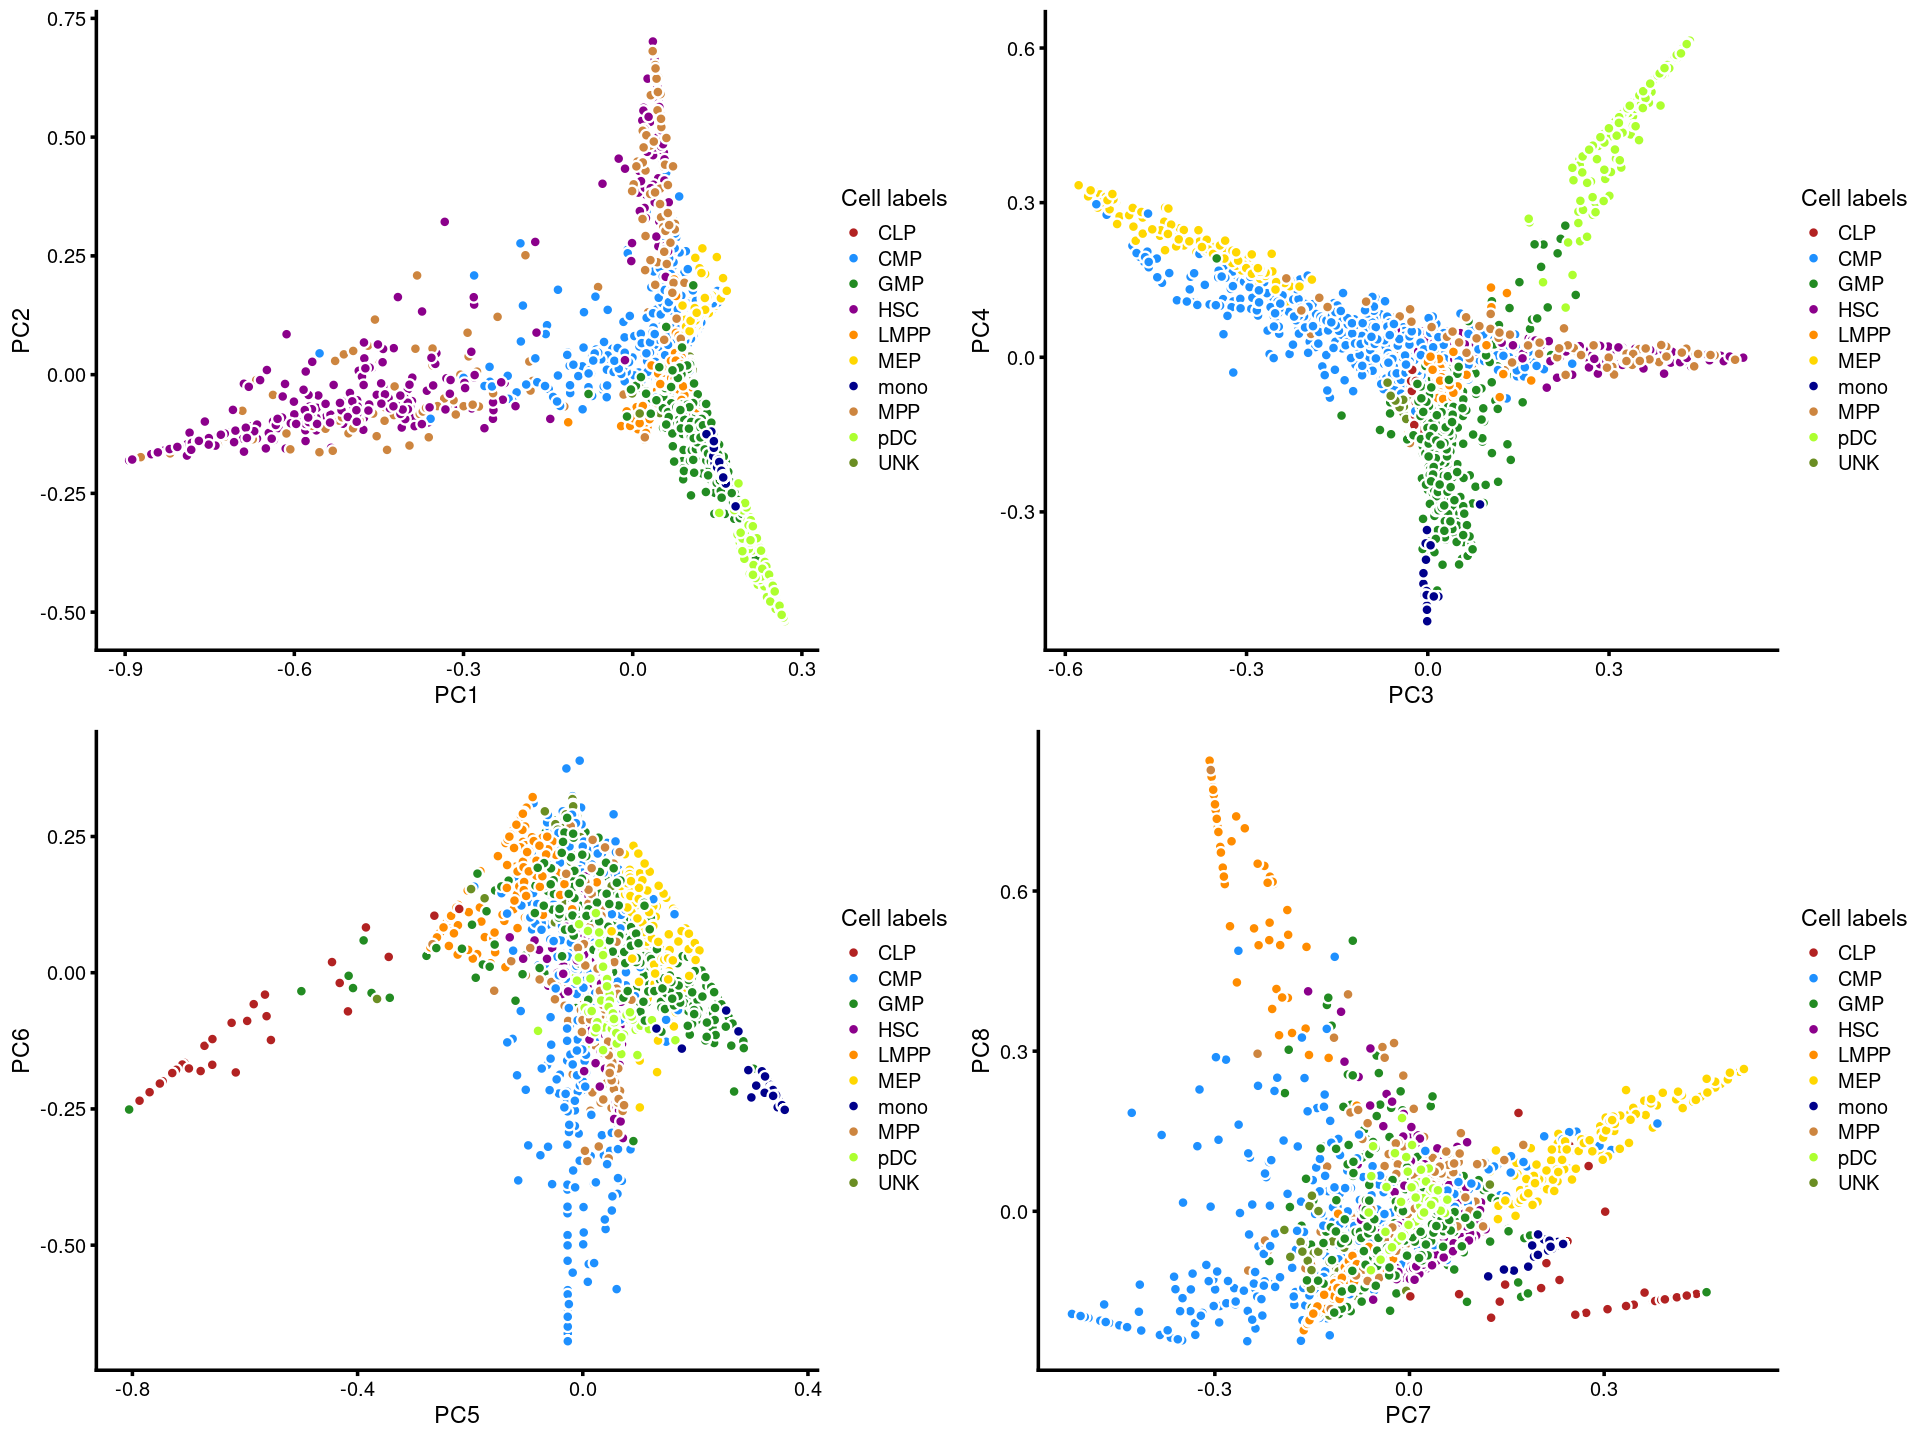 0.75
0.50
0.25
0.00
-0.25
-0.50
PC2
-0.9 -0.6 -0.3 0.0 0.3
PC1
Cell labels
CLP
CMP
GMP
HSC
LMPP
MEP
mono
MPP
pDC
UNK
0.6
0.3
0.0
-0.3
PC4
-0.6 -0.3 0.0 0.3
PC3
Cell labels
CLP
CMP
GMP
HSC
LMPP
MEP
mono
MPP
pDC
UNK
0.25
0.00
-0.25
-0.50
PC6
-0.8 -0.4 0.0 0.4
PC5
Cell labels
CLP
CMP
GMP
HSC
LMPP
MEP
mono
MPP
pDC
UNK
0.6
0.3
0.0
PC8
-0.3 0.0 0.3
PC7
Cell labels
CLP
CMP
GMP
HSC
LMPP
MEP
mono
MPP
pDC
UNK